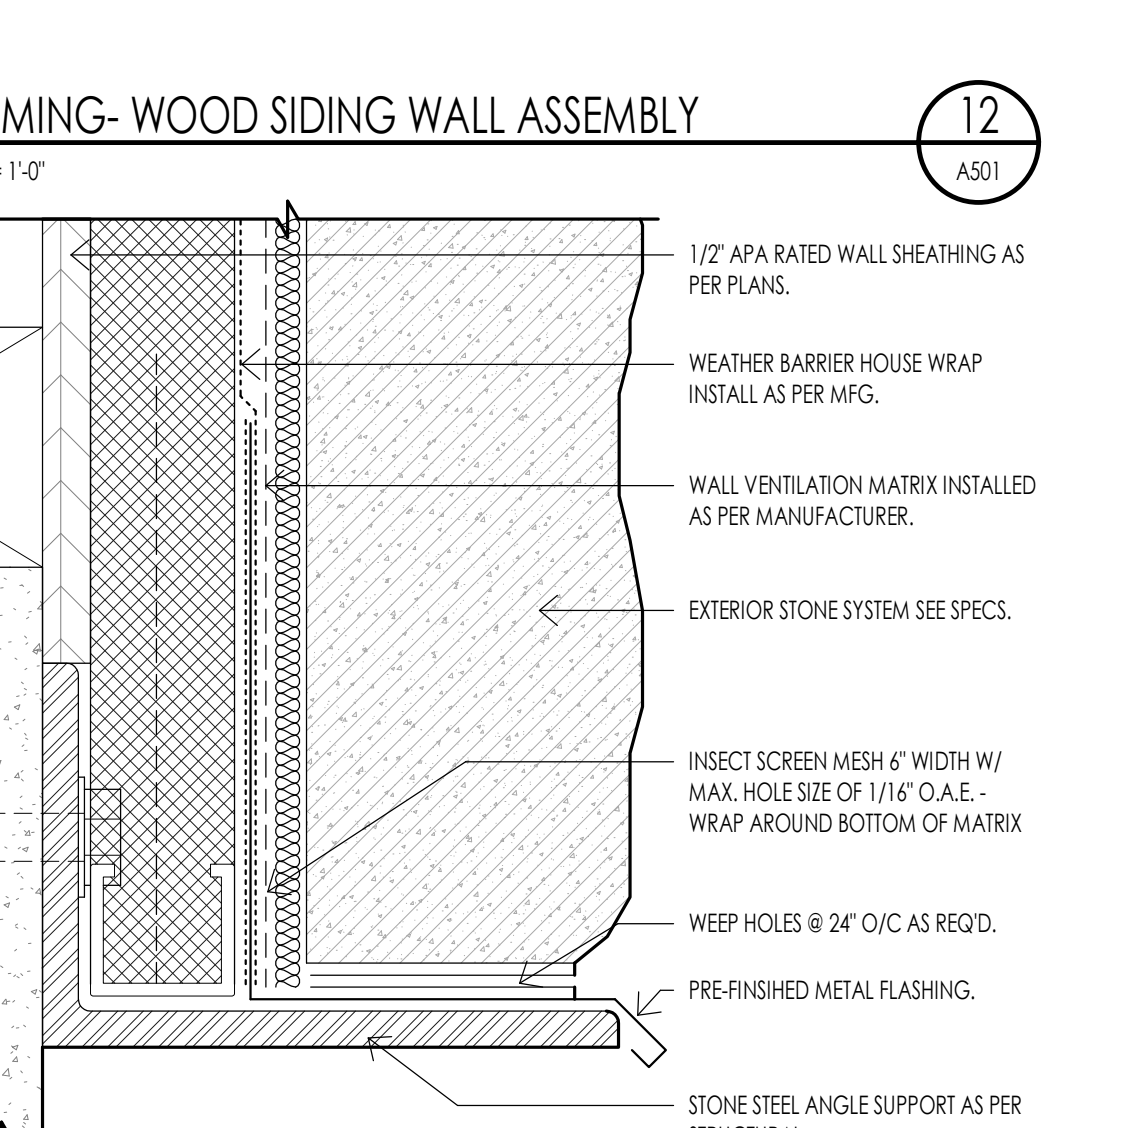 MING- WOOD SIDING WALL ASSEMBLY
12
= 1'-0"
A501
1/2" APA RATED WALL SHEATHING AS
PER PLANS.
WEATHER BARRIER HOUSE WRAP
INSTALL AS PER MFG.
WALL VENTILATION MATRIX INSTALLED
AS PER MANUFACTURER.
EXTERIOR STONE SYSTEM SEE SPECS.
INSECT SCREEN MESH 6" WIDTH W/
MAX. HOLE SIZE OF 1/16" O.A.E. -
WRAP AROUND BOTTOM OF MATRIX
WEEP HOLES @ 24" O/C AS REQ'D.
PRE-FINSIHED METAL FLASHING.
STONE STEEL ANGLE SUPPORT AS PER